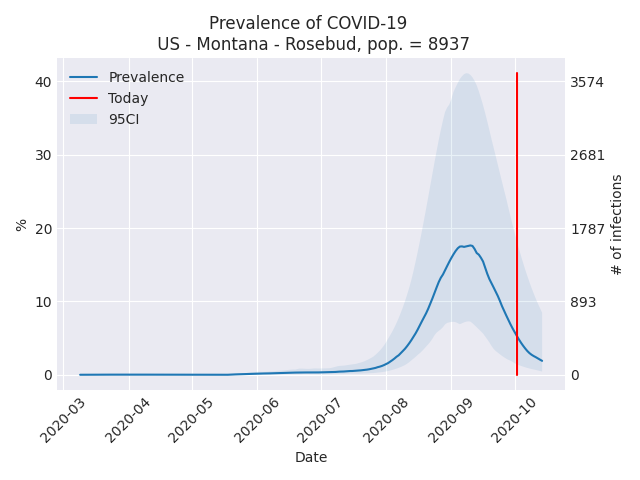 Prevalence of COVID-19
US - Montana - Rosebud, pop. = 8937
Prevalence
Today
95CI
40
30
20
10
0
%
3574
2681
1787
893
0
# of infections
2020-03
2020-04
2020-05
2020-06
2020-07
2020-08
2020-09
2020-10
Date